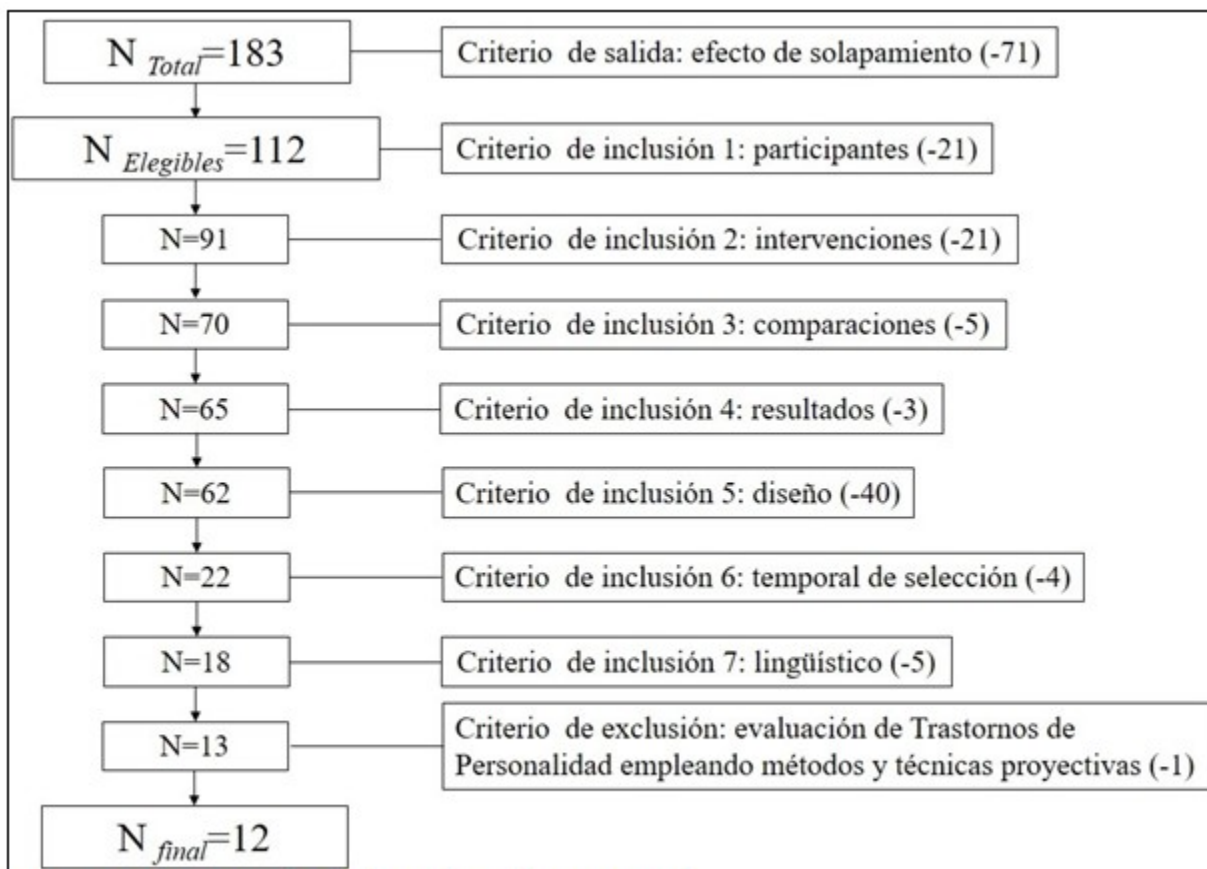 N Total=183
Criterio de salida: efecto de solapamiento (-71)
N Elegibles=112
Criterio de inclusión 1: participantes (-21)
N=91
Criterio de inclusión 2: intervenciones (-21)
N=70
Criterio de inclusión 3: comparaciones (-5)
N=65
Criterio de inclusión 4: resultados (-3)
N=62
Criterio de inclusión 5: diseño (-40)
N=22
Criterio de inclusión 6: temporal de selección (-4)
N=18
Criterio de inclusión 7: lingüístico (-5)
N=13
Criterio de exclusión: evaluación de Trastornos de
Personalidad empleando métodos y técnicas proyectivas (-1)
N final=12